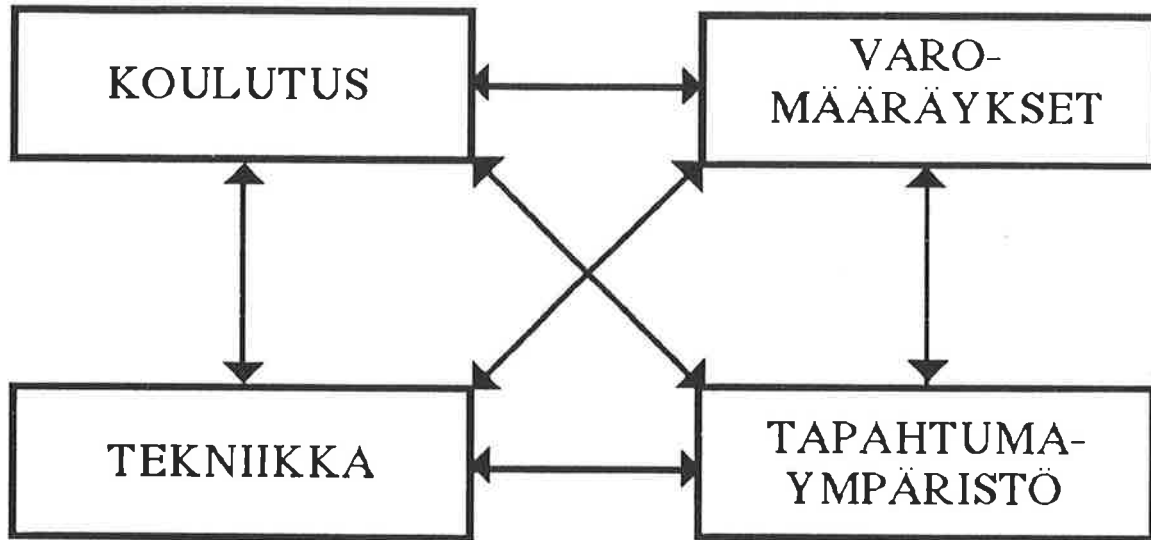 KOULUTUS
VARO-
MÄÄRÄYKSET
TEKNIIKKA
TAPAHTUMA-
YMPÄRISTÖ